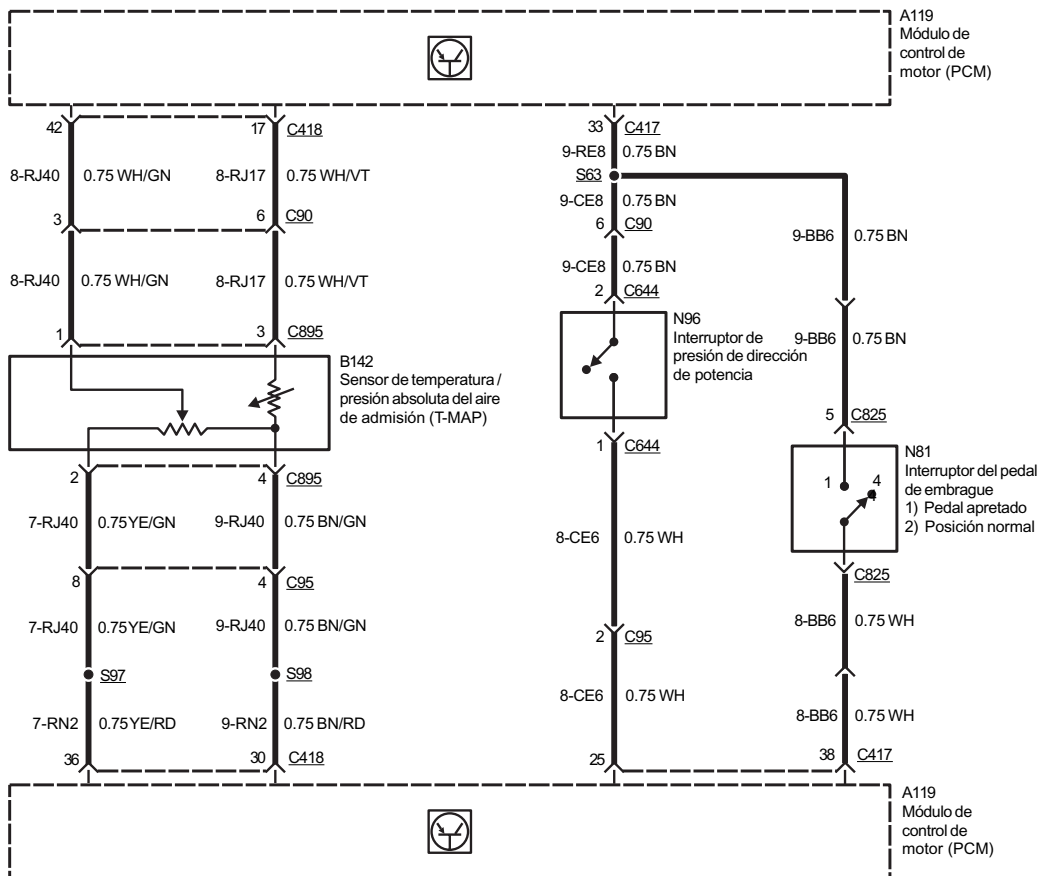 A119
Módulo de
control de
motor (PCM)
42
17 C418
33 C417
8-RJ40 0.75 WH/GN
8-RJ17 0.75 WH/VT
9-RE8 0.75 BN
S63
9-CE8 0.75 BN
3
6 C90
6 C90
9-BB6 0.75 BN
8-RJ40 0.75 WH/GN
8-RJ17 0.75 WH/VT
9-CE8 0.75 BN
2 C644
1
3 C895
N96
Interruptor de
presión de dirección
de potencia
9-BB6 0.75 BN
B142
Sensor de temperatura /
presión absoluta del aire
de admisión (T-MAP)
5 C825
1 C644
2
4 C895
N81
Interruptor del pedal
de embrague
1) Pedal apretado
2) Posición normal
1
4
4
7-RJ40 0.75 YE/GN
9-RJ40 0.75 BN/GN
8-CE6 0.75 WH
8
4 C95
C825
7-RJ40 0.75 YE/GN
9-RJ40 0.75 BN/GN
8-BB6 0.75 WH
2 C95
S97
S98
8-CE6 0.75 WH
7-RN2 0.75 YE/RD
9-RN2 0.75 BN/RD
8-BB6 0.75 WH
36
30 C418
25
38 C417
A119
Módulo de
control de
motor (PCM)